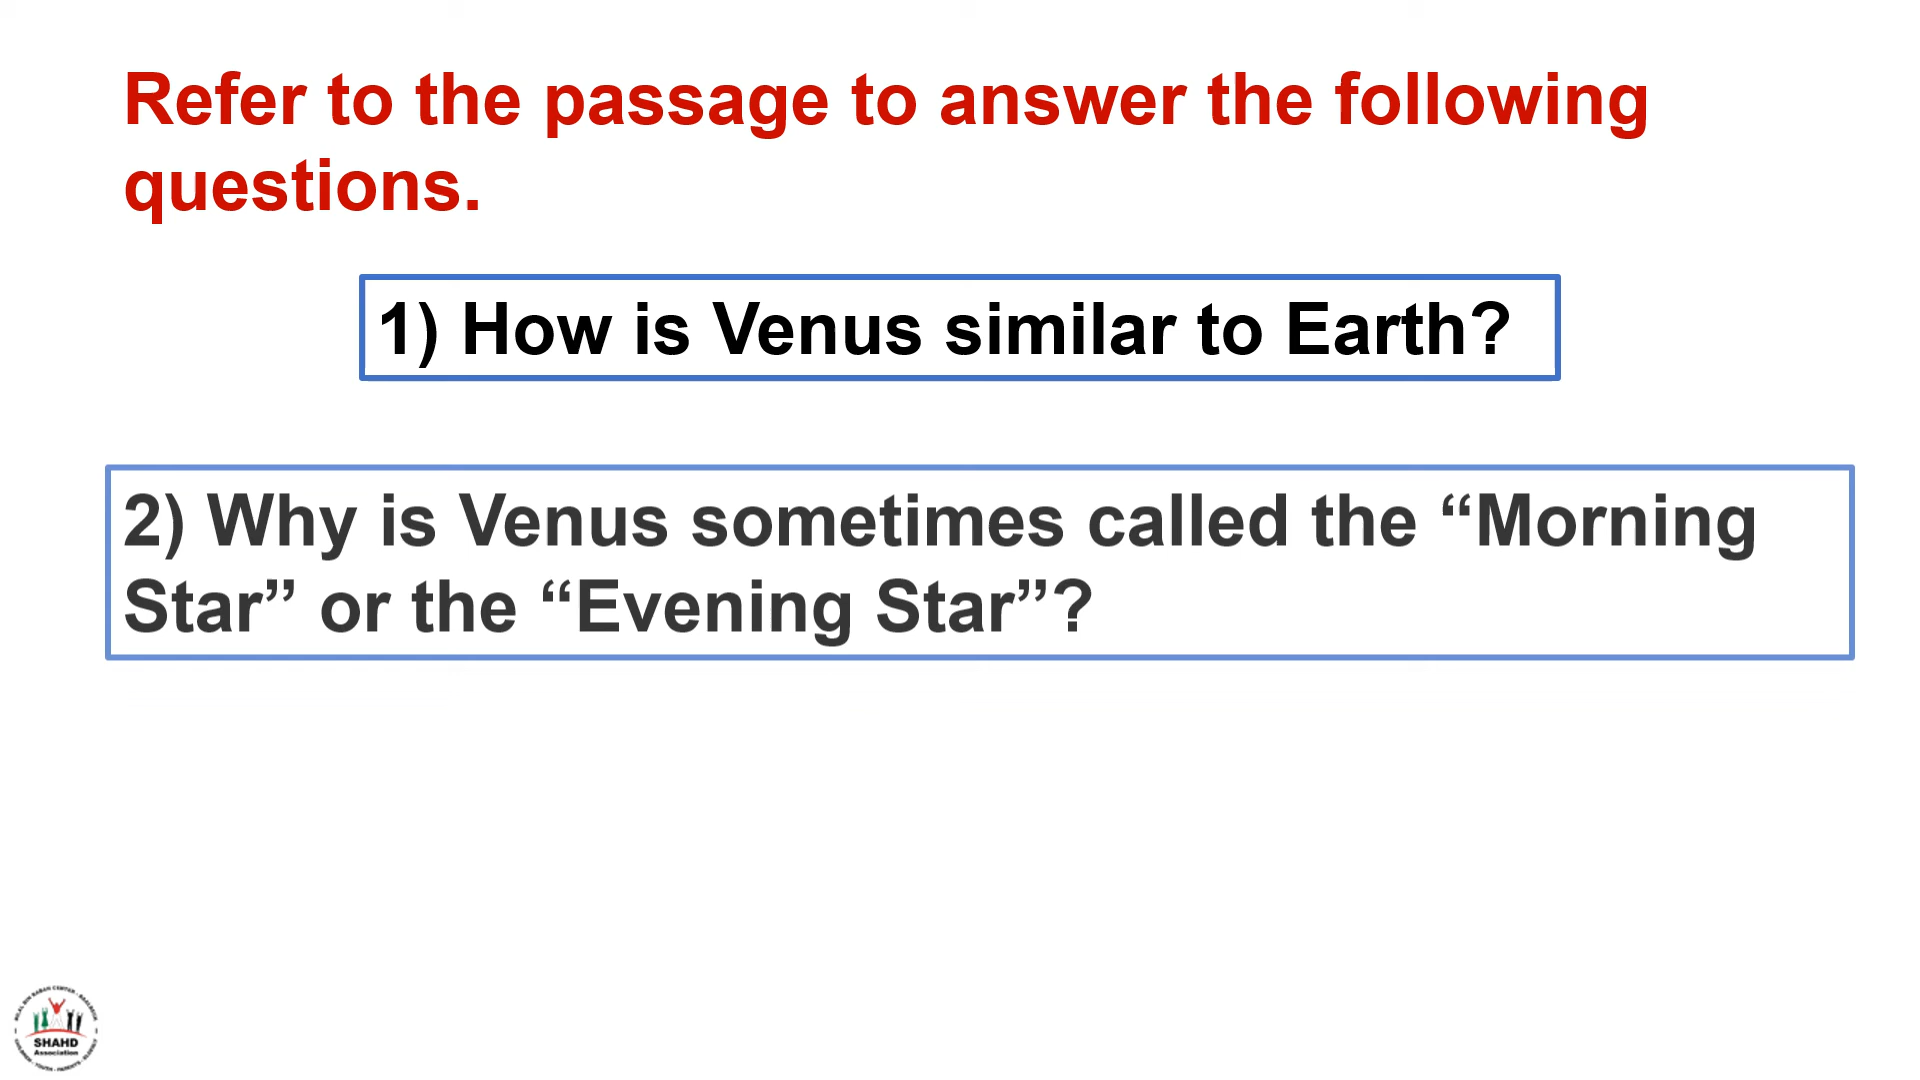 Refer to the passage to answer the following
questions.
1) How is Venus similar to Earth?
2) Why is Venus sometimes called the “Morning
Star” or the “Evening Star”?
SHAHD
Association